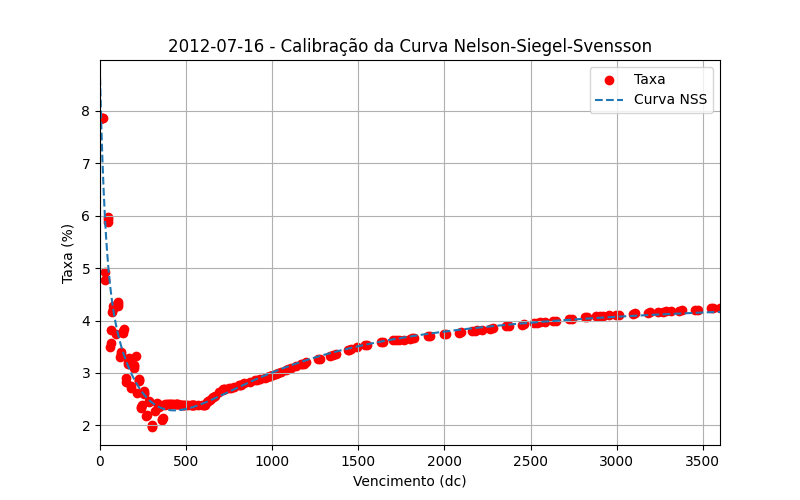 2012-07-16 - Calibração da Curva Nelson-Siegel-Svensson
Taxa
Curva NSS
Taxa (%)
8
7
6
5
4
3
2
0 500 1000 1500 2000 2500 3000 3500
Vencimento (dc)